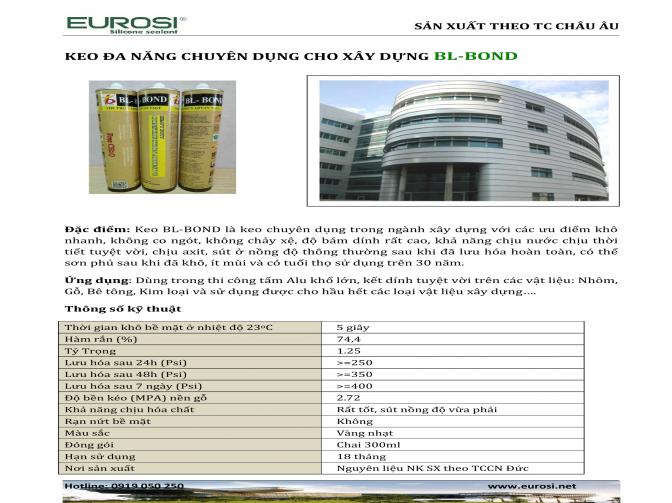 EUROSI®
Silicone sealant
SẢN XUẤT THEO TC CHÂU ÂU
KEO ĐA NĂNG CHUYÊN DỤNG CHO XÂY DỰNG BL-BOND
BL-BOND
BL-BOND
Đặc điểm: Keo BL-BOND là keo chuyên dụng trong ngành xây dựng với các ưu điểm khô
nhanh, không co ngót, không chảy xệ, độ bám dính rất cao, khả năng chịu nước chịu thời
tiết tuyệt vời, chịu axit, sút ở nồng độ thông thường sau khi đã lưu hóa hoàn toàn, có thể
sơn phủ sau khi đã khô, ít mùi và có tuổi thọ sử dụng trên 30 năm.
Ứng dụng: Dùng trong thi công tấm Alu khổ lớn, kết dính tuyệt vời trên các vật liệu: Nhôm,
Gỗ, Bê tông, Kim loại và sử dụng được cho hầu hết các loại vật liệu xây dựng....
Thông số kỹ thuật
Thời gian khô bề mặt ở nhiệt độ 23ºC 5 giây
Hàm rắn (%) 74,4
Tỷ Trọng 1.25
Lưu hóa sau 24h (Psi) >=250
Lưu hóa sau 48h (Psi) >=350
Lưu hóa sau 7 ngày (Psi) >=400
Độ bền kéo (MPA) nền gỗ 2.72
Khả năng chịu hóa chất Rất tốt, sút nồng độ vừa phải
Rạn nứt bề mặt Không
Màu sắc Vàng nhạt
Đóng gói Chai 300ml
Hạn sử dụng 18 tháng
Nơi sản xuất Nguyên liệu NK SX theo TCCN Đức
Hotline: 0919 050 250 www.eurosi.net